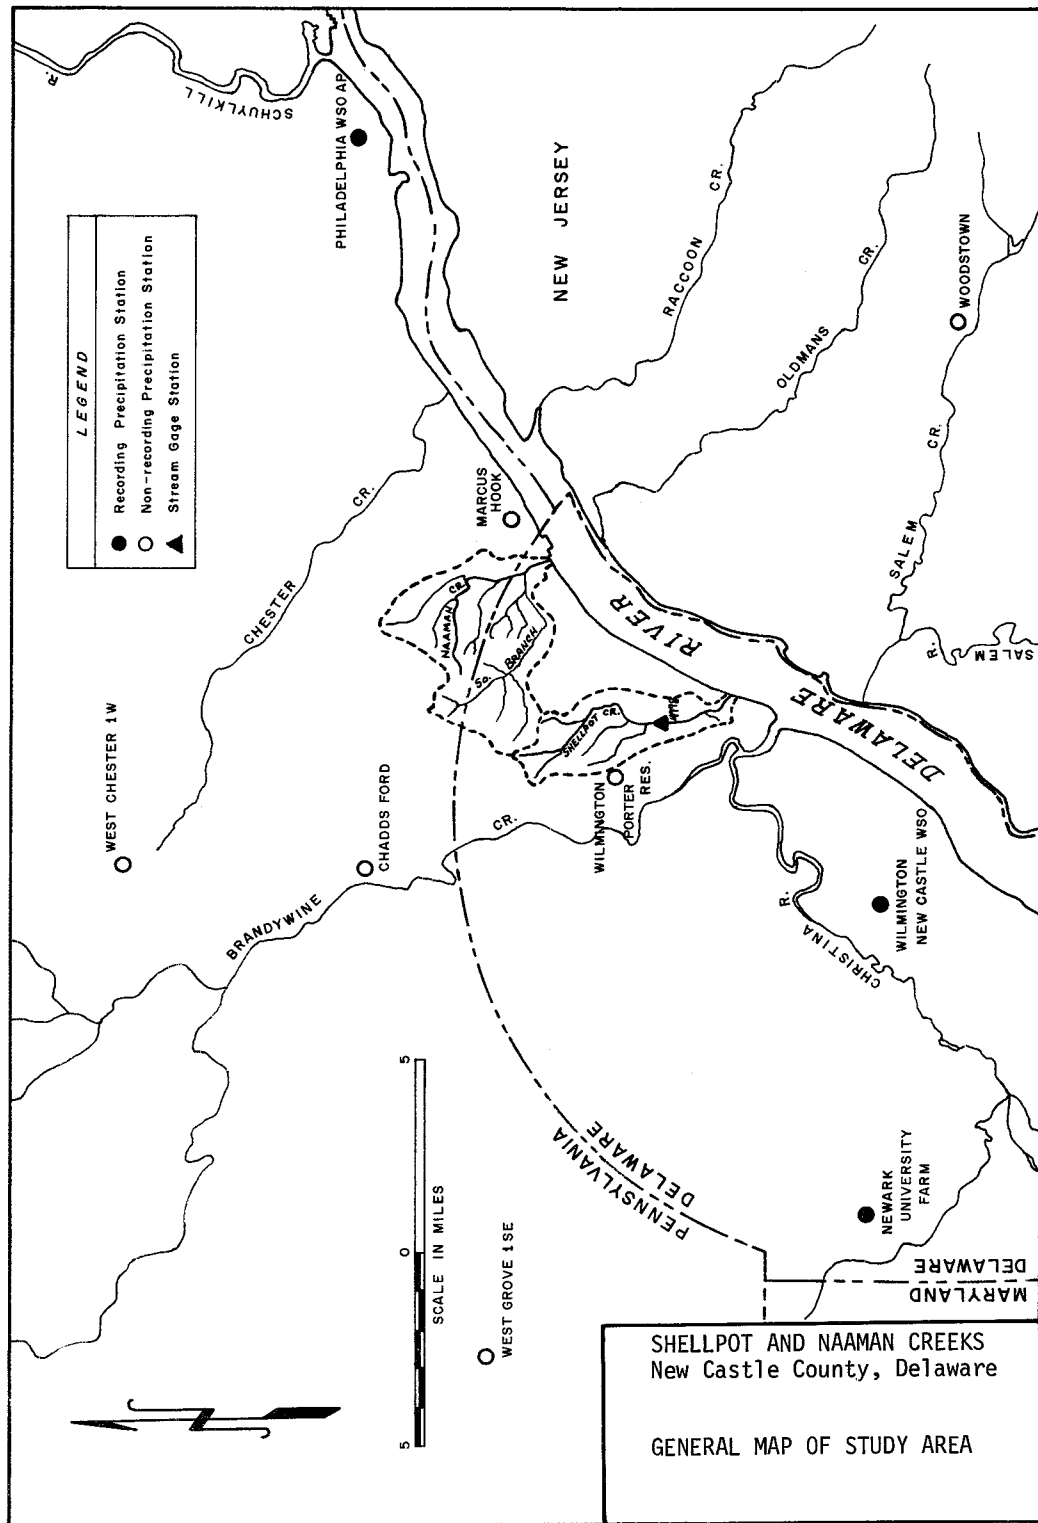 LEGEND
Recording Precipitation Station
Non-recording Precipitation Station
Stream Gage Station
SCHUYLKILL
R.
PHILADELPHIA WSO AP
NEW JERSEY
RACCOON
CR.
OLDMANS
CR.
WOODSTOWN
SALEM
CR.
SALEM
R.
CHESTER
CR.
MARCUS
HOOK
NAAMAN
CR.
So.
BRANCH
SHELLPOT CR.
DELAWARE
RIVER
WEST CHESTER 1W
CHADDS FORD
BRANDYWINE
CR.
WILMINGTON
PORTER
RES.
CHRISTINA
R.
WILMINGTON
NEW CASTLE WSO
PENNSYLVANIA
DELAWARE
NEWARK
UNIVERSITY
FARM
MARYLAND
DELAWARE
5
0
5
SCALE IN MILES
WEST GROVE 1SE
SHELLPOT AND NAAMAN CREEKS
New Castle County, Delaware
GENERAL MAP OF STUDY AREA